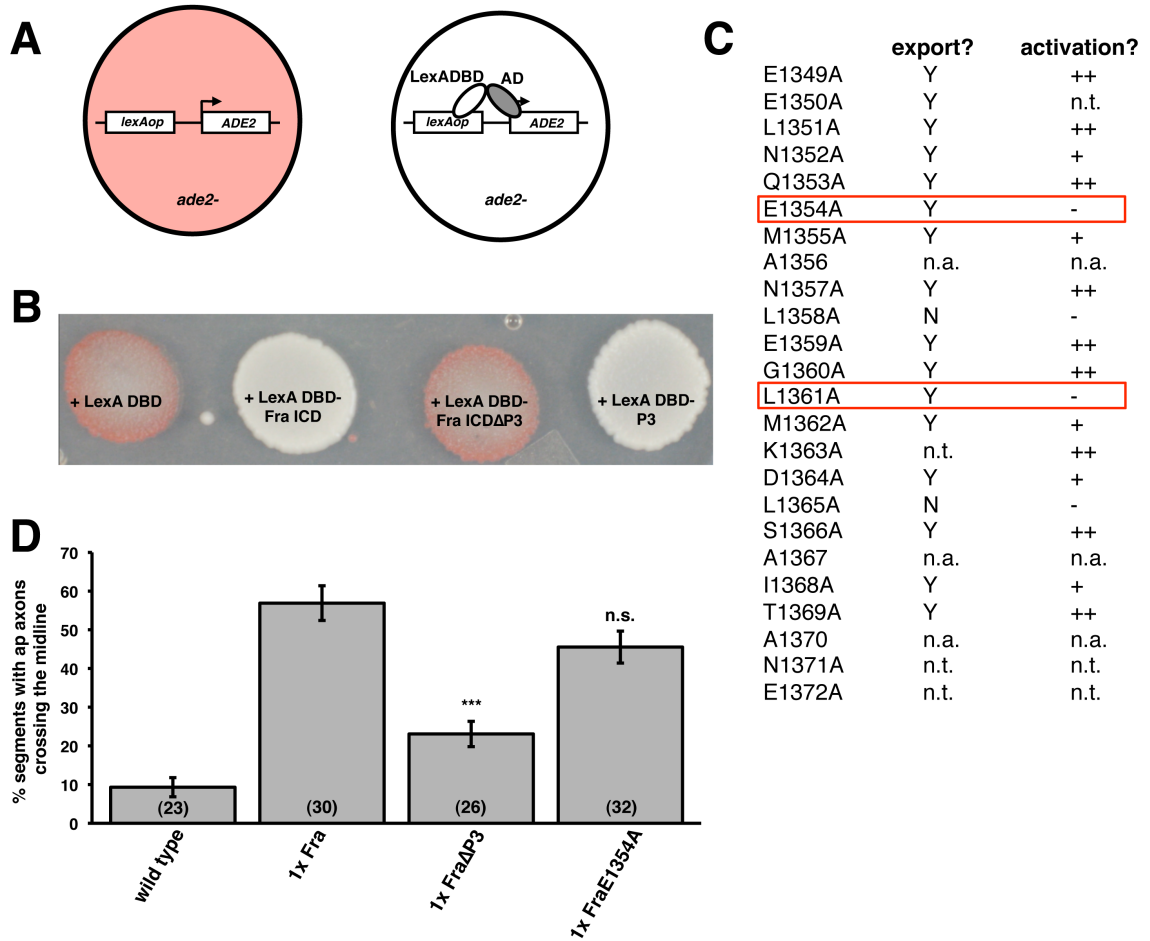 A
lexAop
ADE2
ade2-
LexADBD AD
lexAop
ADE2
ade2-
B
+ LexA DBD
+ LexA DBD-
Fra ICD
+ LexA DBD-
Fra ICDΔP3
+ LexA DBD-
P3
C
export? activation?
E1349A Y ++
E1350A Y n.t.
L1351A Y ++
N1352A Y +
Q1353A Y ++
E1354A Y -
M1355A Y +
A1356 n.a. n.a.
N1357A Y ++
L1358A N -
E1359A Y ++
G1360A Y ++
L1361A Y -
M1362A Y +
K1363A n.t. ++
D1364A Y +
L1365A N -
S1366A Y ++
A1367 n.a. n.a.
I1368A Y +
T1369A Y ++
A1370 n.a. n.a.
N1371A n.t. n.t.
E1372A n.t. n.t.
D
% segments with ap axons
crossing the midline
70
60
50
40
30
20
10
0
(23)
(30)
***
(26)
n.s.
(32)
wild type
1x Fra
1x FraΔP3
1x FraE1354A